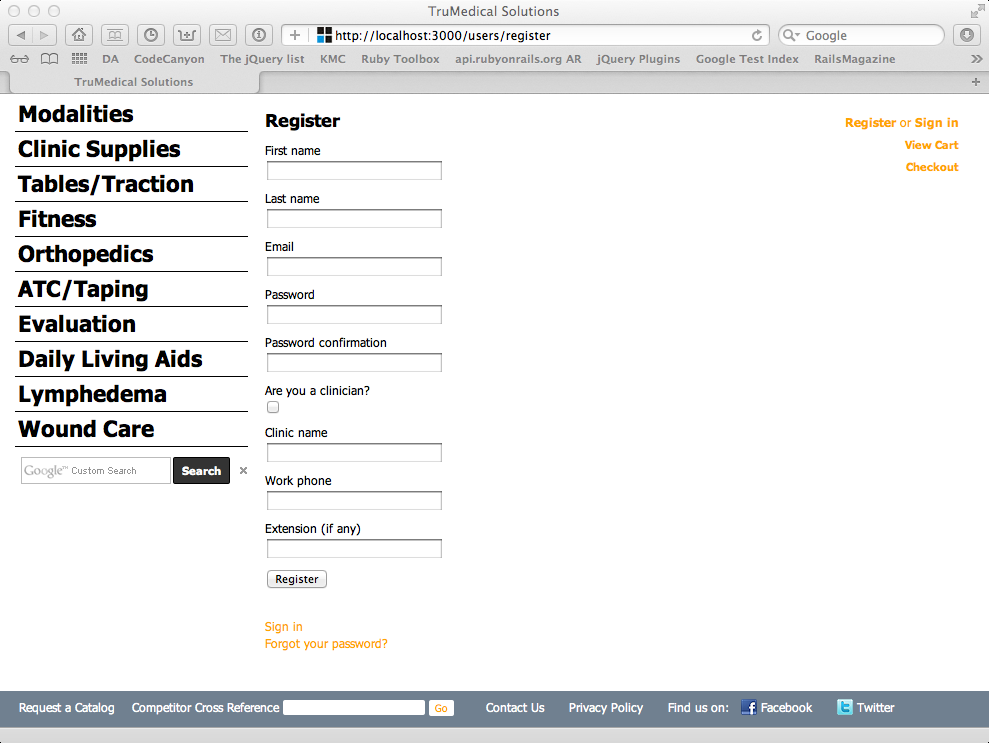 TruMedical Solutions
http://localhost:3000/users/register
Google
DA CodeCanyon The jQuery list KMC Ruby Toolbox api.rubyonrails.org AR jQuery Plugins Google Test Index RailsMagazine
TruMedical Solutions
Modalities
Clinic Supplies
Tables/Traction
Fitness
Orthopedics
ATC/Taping
Evaluation
Daily Living Aids
Lymphedema
Wound Care
Google™ Custom Search
Search
Register
First name
Last name
Email
Password
Password confirmation
Are you a clinician?
Clinic name
Work phone
Extension (if any)
Register
Sign in
Forgot your password?
Register or Sign in
View Cart
Checkout
Request a Catalog Competitor Cross Reference Go Contact Us Privacy Policy Find us on: Facebook Twitter